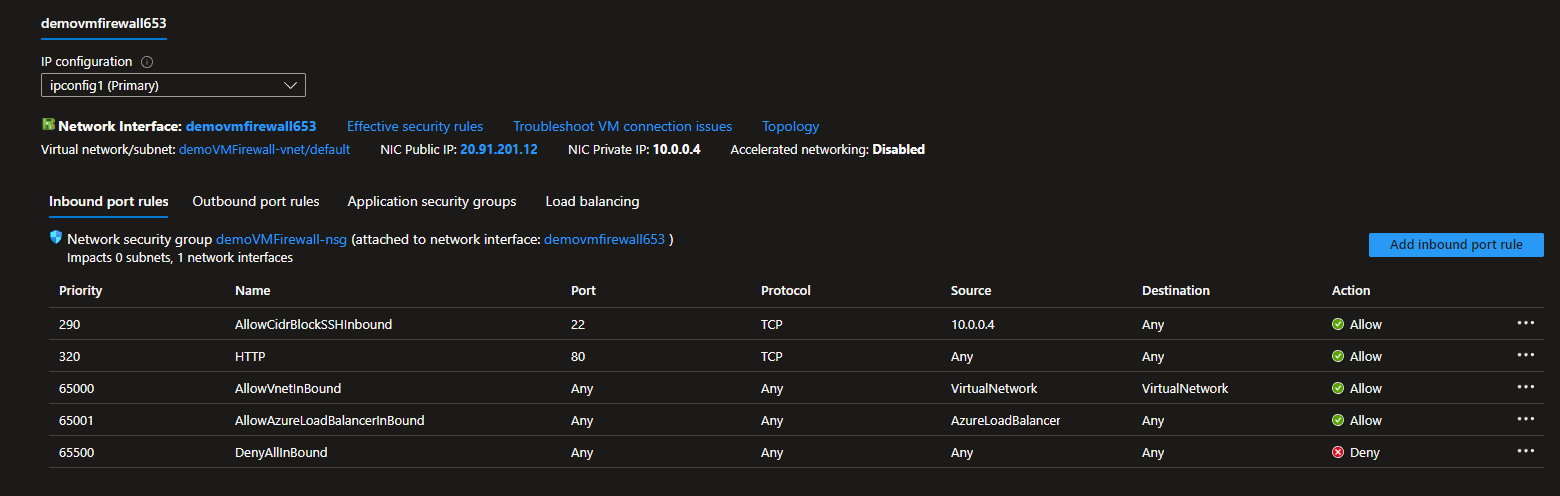 demovmfirewall653
IP configuration
ipconfig1 (Primary)
Network Interface: demovmfirewall653 Effective security rules Troubleshoot VM connection issues Topology
Virtual network/subnet: demoVMFirewall-vnet/default NIC Public IP: 20.91.201.12 NIC Private IP: 10.0.0.4 Accelerated networking: Disabled
Inbound port rules Outbound port rules Application security groups Load balancing
Network security group demoVMFirewall-nsg (attached to network interface: demovmfirewall653 )
Impacts 0 subnets, 1 network interfaces
Add inbound port rule
Priority Name Port Protocol Source Destination Action
290 AllowCidrBlockSSHInbound 22 TCP 10.0.0.4 Any Allow
320 HTTP 80 TCP Any Any Allow
65000 AllowVnetInBound Any Any VirtualNetwork VirtualNetwork Allow
65001 AllowAzureLoadBalancerInBound Any Any AzureLoadBalancer Any Allow
65500 DenyAllInBound Any Any Any Any Deny